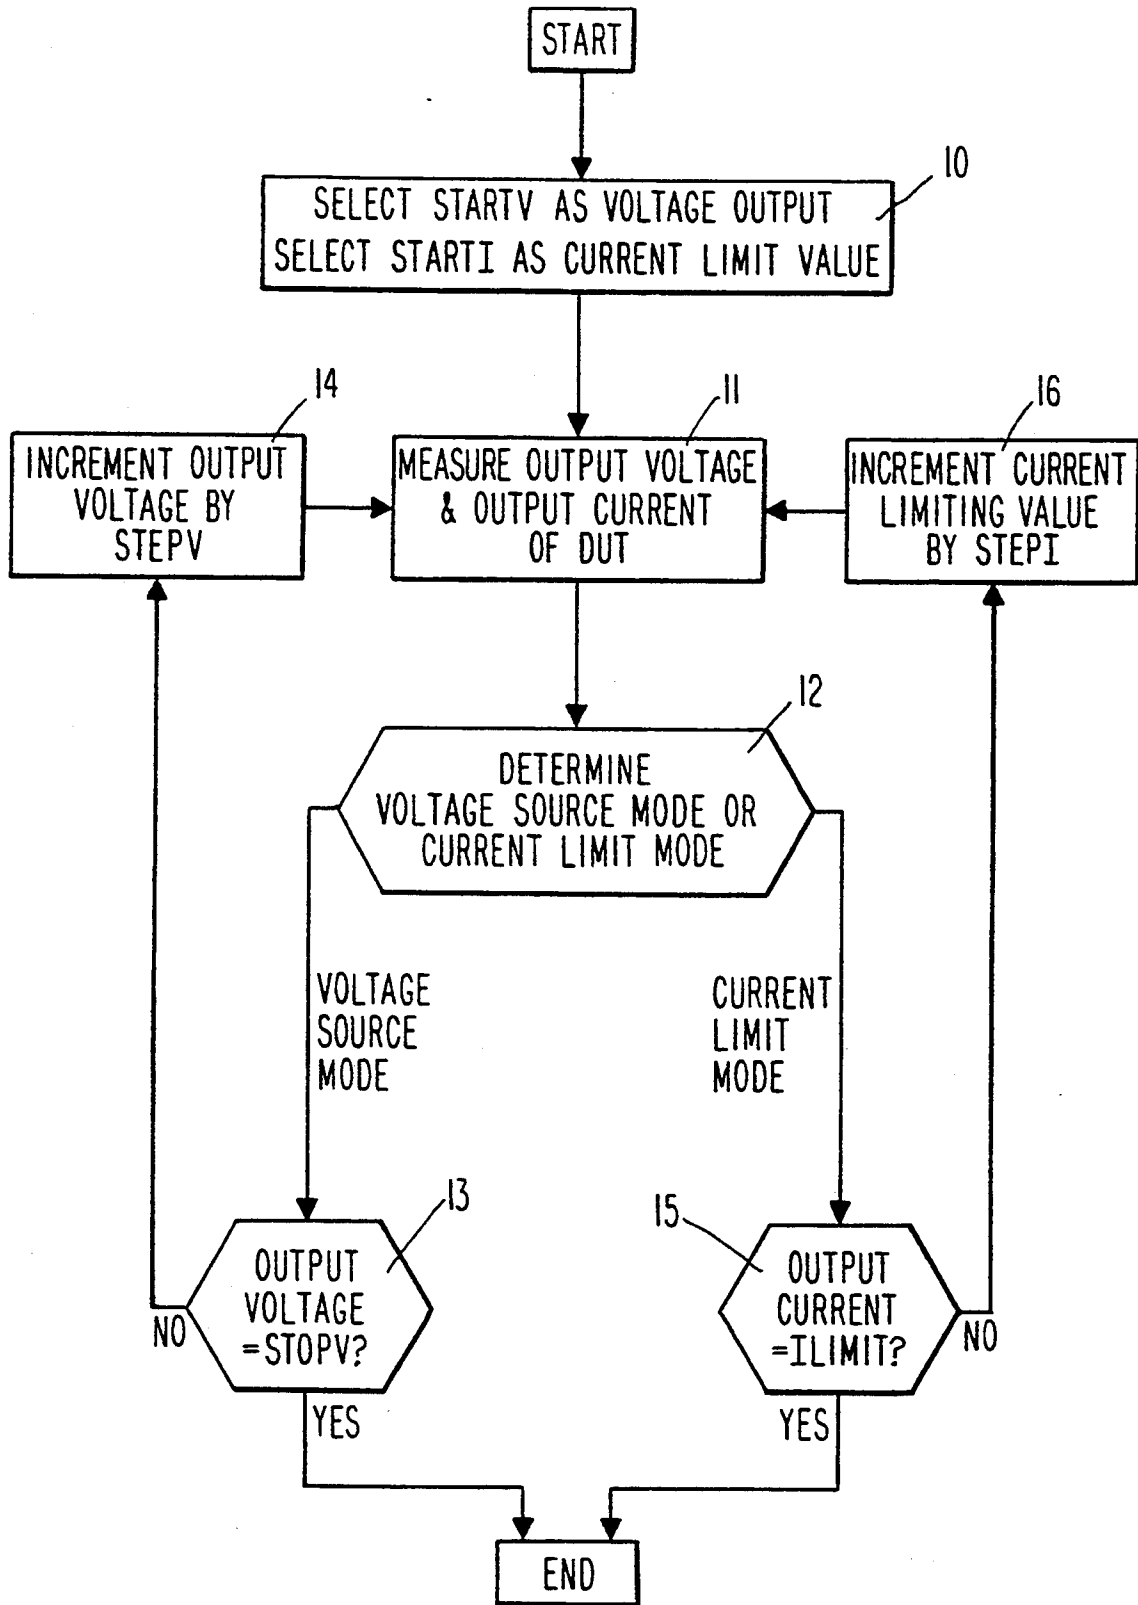 START
10
SELECT STARTV AS VOLTAGE OUTPUT
SELECT STARTI AS CURRENT LIMIT VALUE
14
INCREMENT OUTPUT
VOLTAGE BY
STEPV
11
MEASURE OUTPUT VOLTAGE
& OUTPUT CURRENT
OF DUT
16
INCREMENT CURRENT
LIMITING VALUE
BY STEPI
12
DETERMINE
VOLTAGE SOURCE MODE OR
CURRENT LIMIT MODE
VOLTAGE
SOURCE
MODE
CURRENT
LIMIT
MODE
13
OUTPUT
VOLTAGE
=STOPV?
NO
YES
15
OUTPUT
CURRENT
=ILIMIT?
NO
YES
END